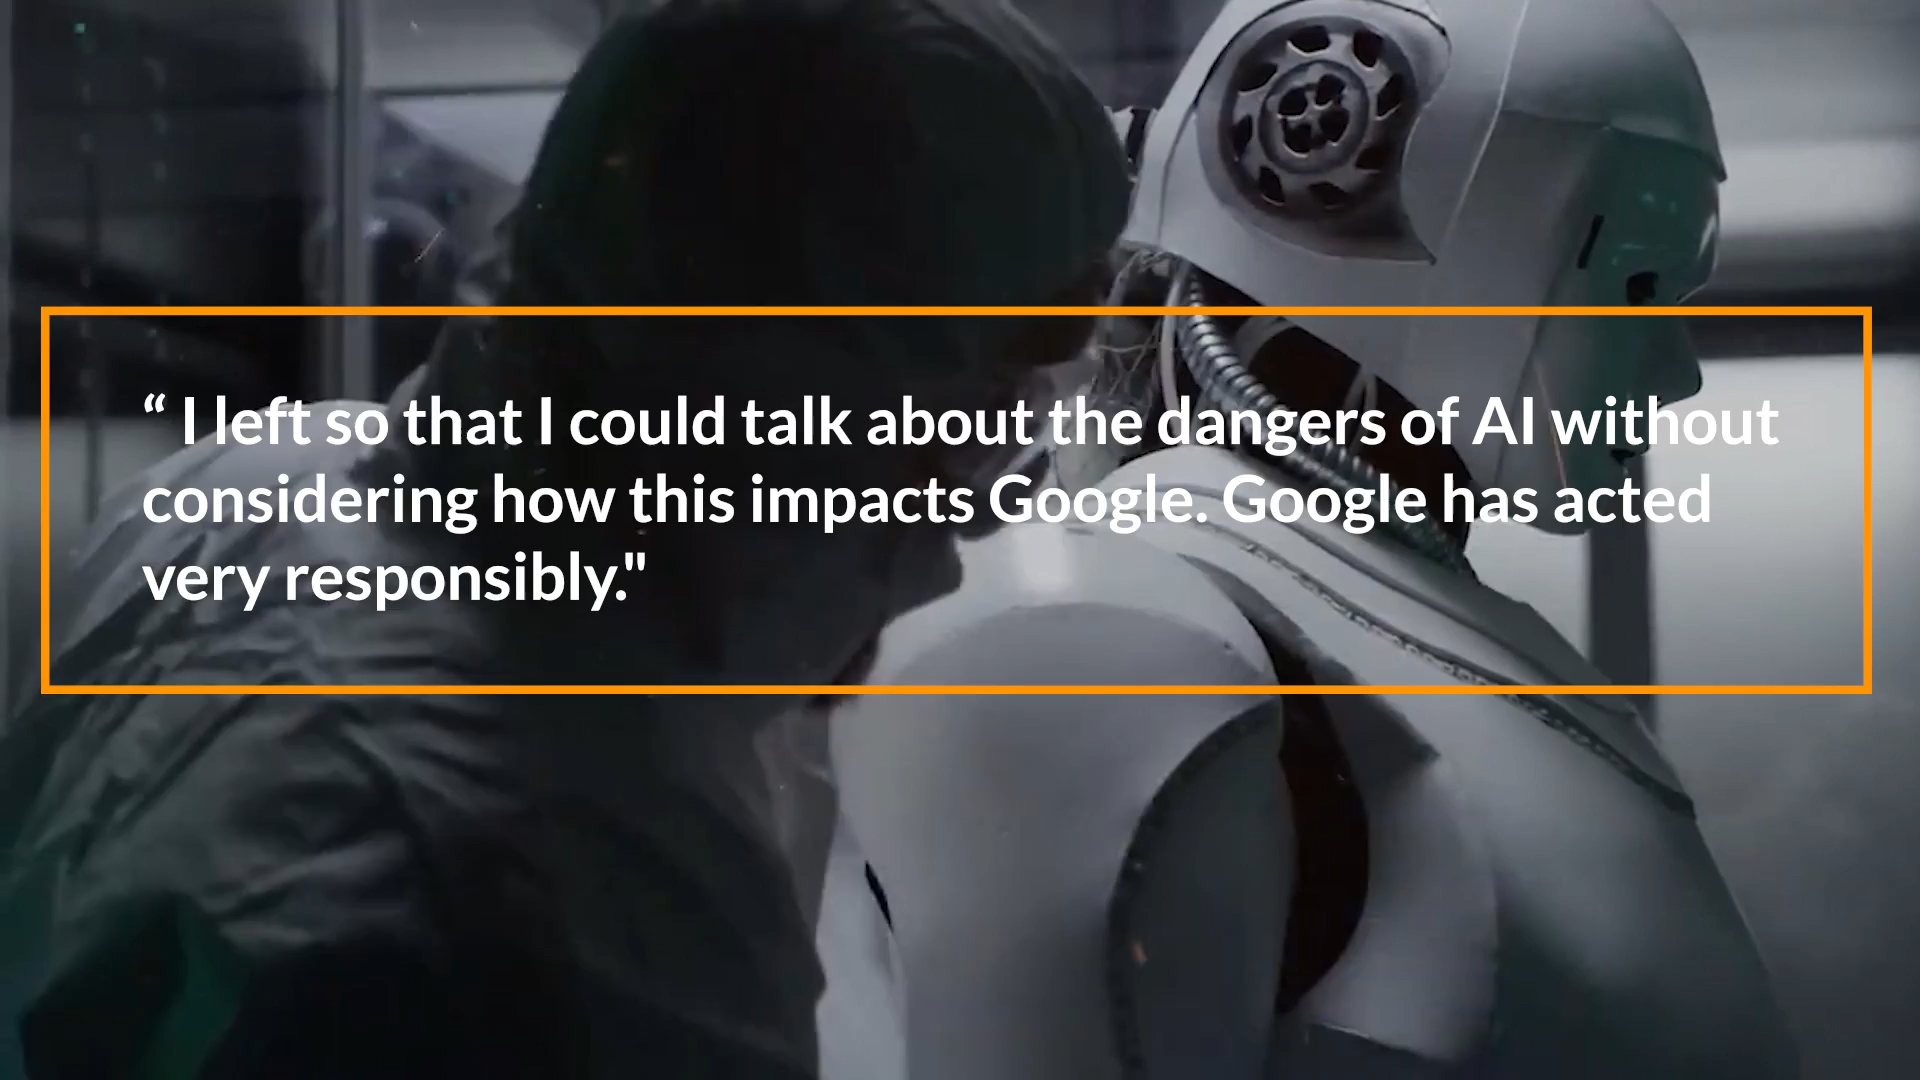 “ I left so that I could talk about the dangers of AI without
considering how this impacts Google. Google has acted
very responsibly."